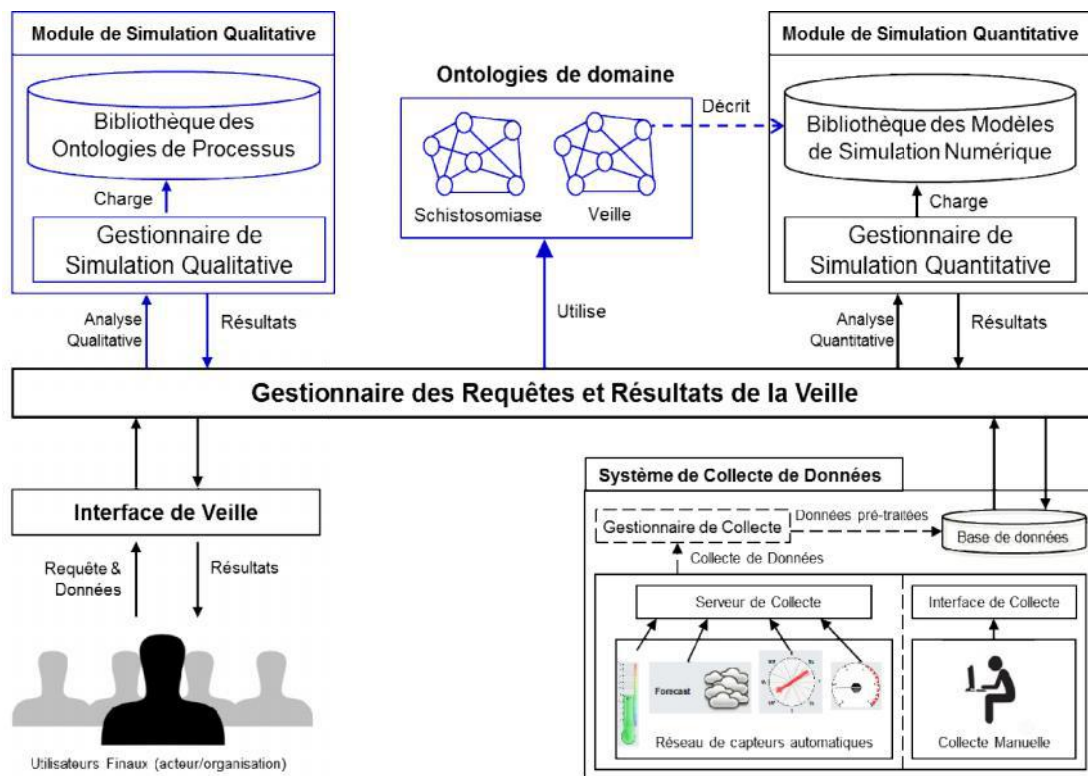 Module de Simulation Qualitative
Bibliothèque des
Ontologies de Processus
Charge
Gestionnaire de
Simulation Qualitative
Analyse
Qualitative
Résultats
Ontologies de domaine
Schistosomiase
Veille
Décrit
Utilise
Module de Simulation Quantitative
Bibliothèque des Modèles
de Simulation Numérique
Charge
Gestionnaire de
Simulation Quantitative
Analyse
Quantitative
Résultats
Gestionnaire des Requêtes et Résultats de la Veille
Interface de Veille
Requête &
Données
Résultats
Utilisateurs Finaux (acteur/organisation)
Système de Collecte de Données
Gestionnaire de Collecte
Données pré-traitées
Base de données
Collecte de Données
Serveur de Collecte
Interface de Collecte
Forecast
Réseau de capteurs automatiques
Collecte Manuelle